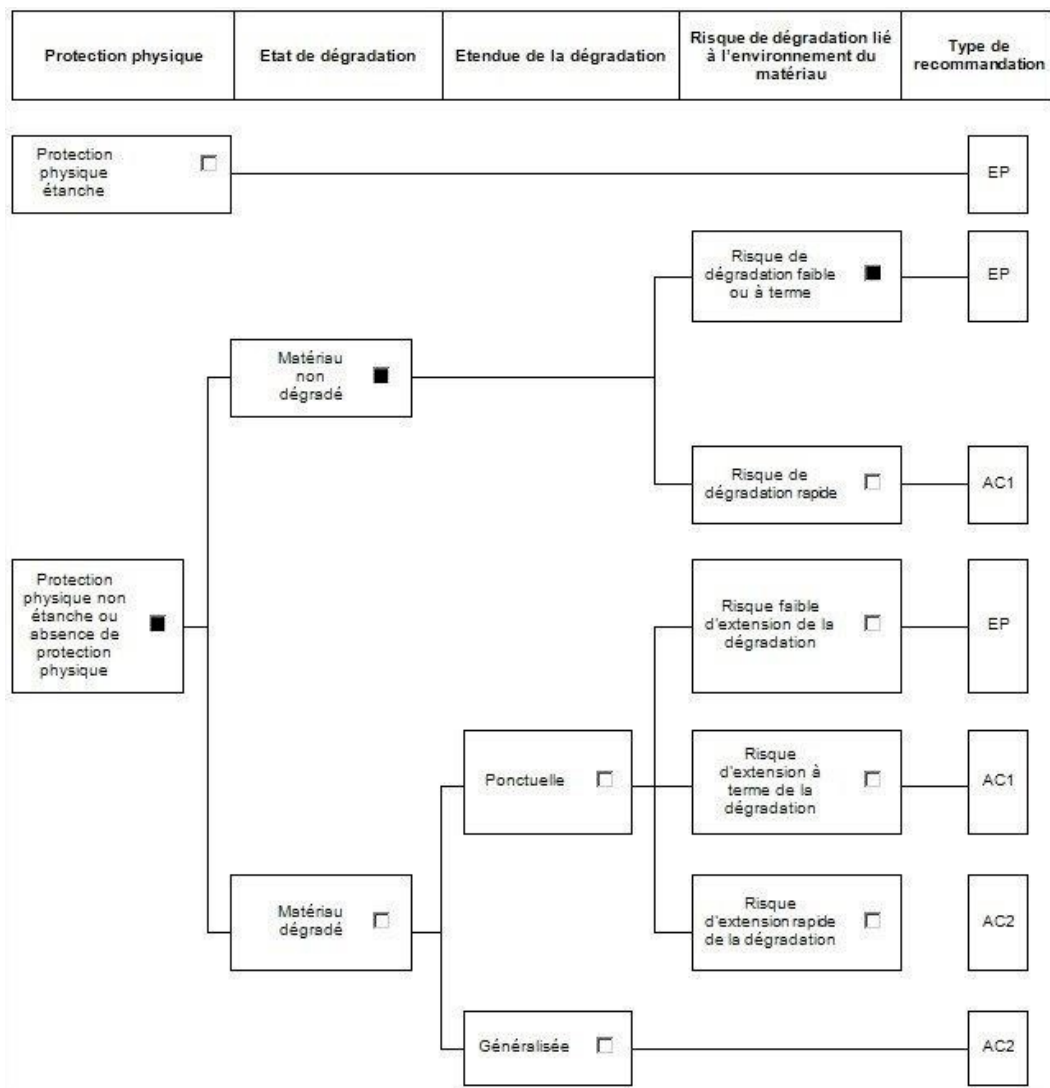 Protection physique
Etat de dégradation
Etendue de la dégradation
Risque de dégradation lié
à l'environnement du
matériau
Type de
recommandation
Protection
physique
étanche
EP
Risque de
dégradation faible
ou à terme
EP
Matériau
non
dégradé
Risque de
dégradation rapide
AC1
Protection
physique non
étanche ou
absence de
protection
physique
Risque faible
d'extension de la
dégradation
EP
Ponctuelle
Risque
d'extension à
terme de la
dégradation
AC1
Matériau
dégradé
Risque
d'extension rapide
de la dégradation
AC2
Généralisée
AC2